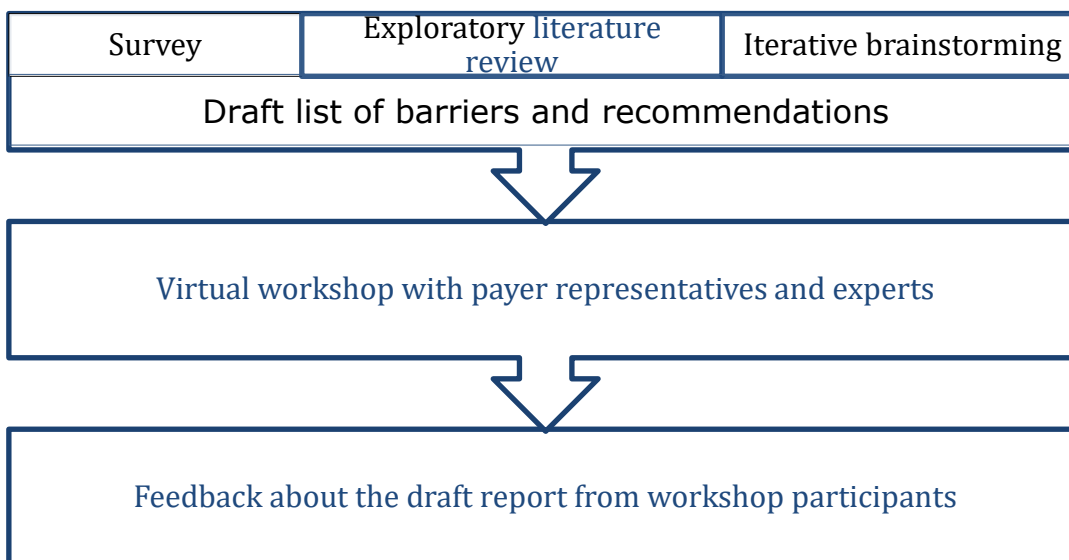 Survey
Exploratory literature
review
Iterative brainstorming
Draft list of barriers and recommendations
Virtual workshop with payer representatives and experts
Feedback about the draft report from workshop participants